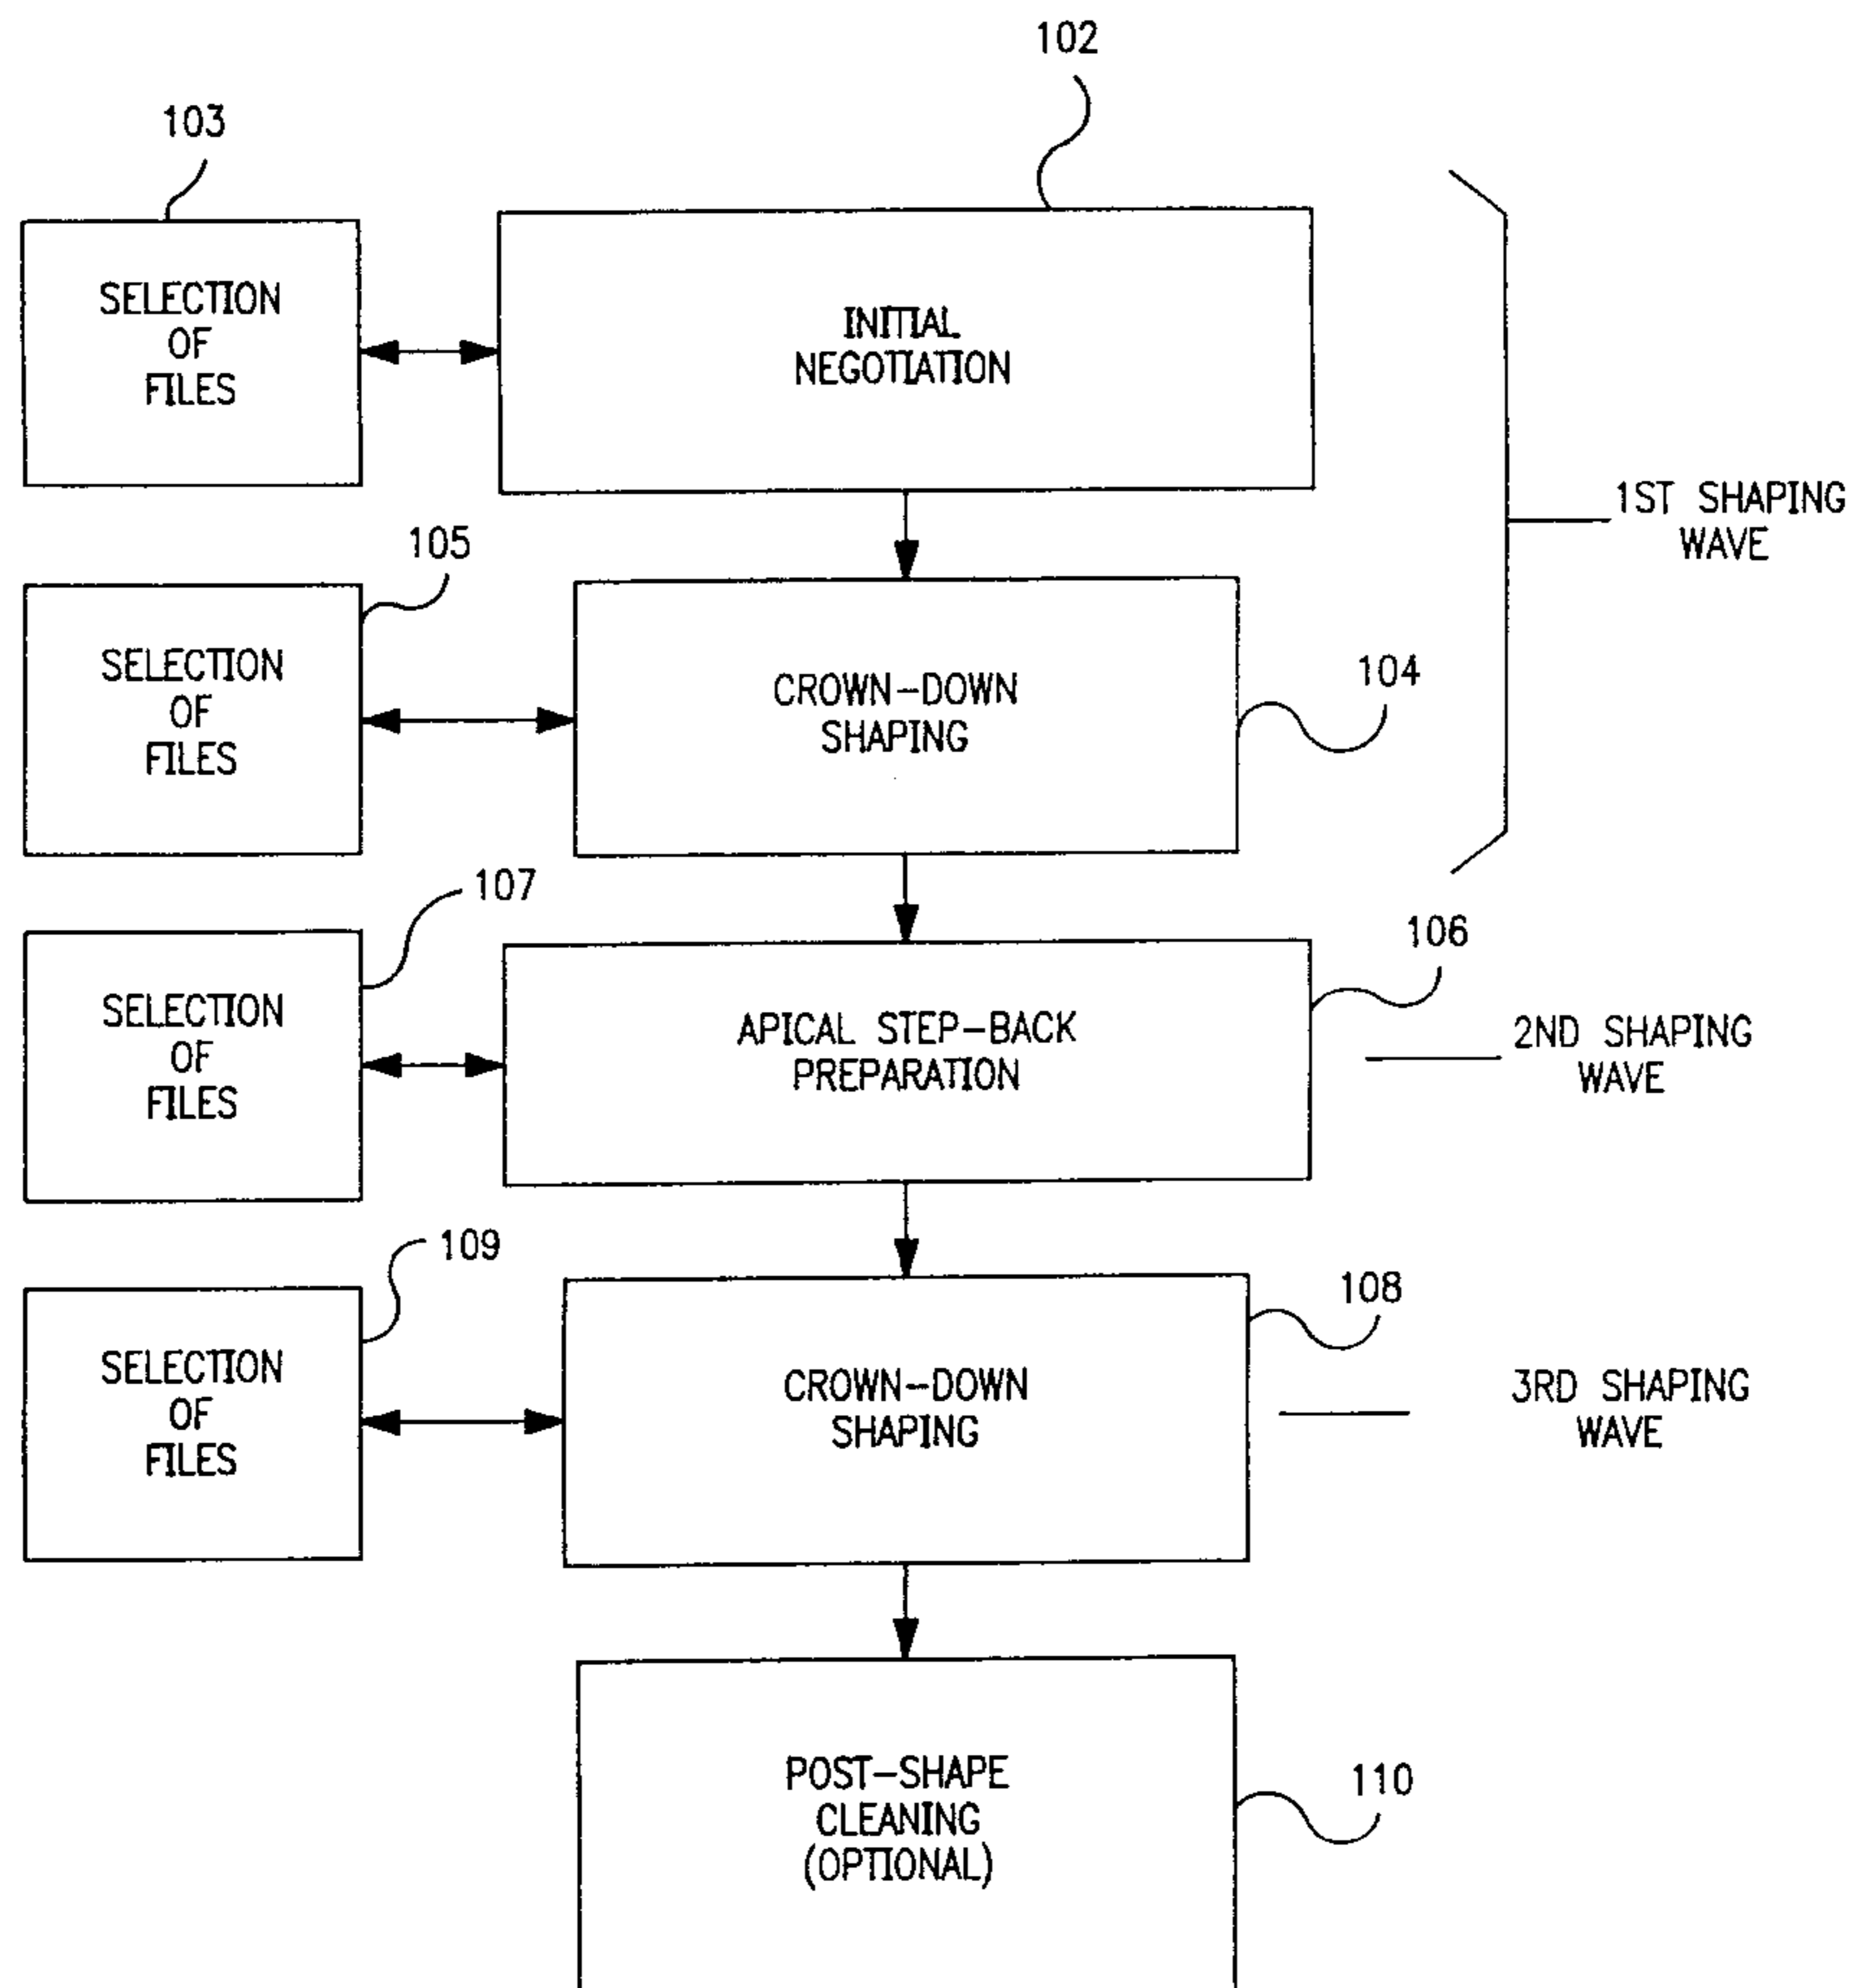 102
103
SELECTION
OF
FILES
INITIAL
NEGOTIATION
1ST SHAPING
WAVE
105
SELECTION
OF
FILES
CROWN-DOWN
SHAPING
104
107
SELECTION
OF
FILES
APICAL STEP-BACK
PREPARATION
106
2ND SHAPING
WAVE
109
SELECTION
OF
FILES
CROWN-DOWN
SHAPING
108
3RD SHAPING
WAVE
POST-SHAPE
CLEANING
(OPTIONAL)
110